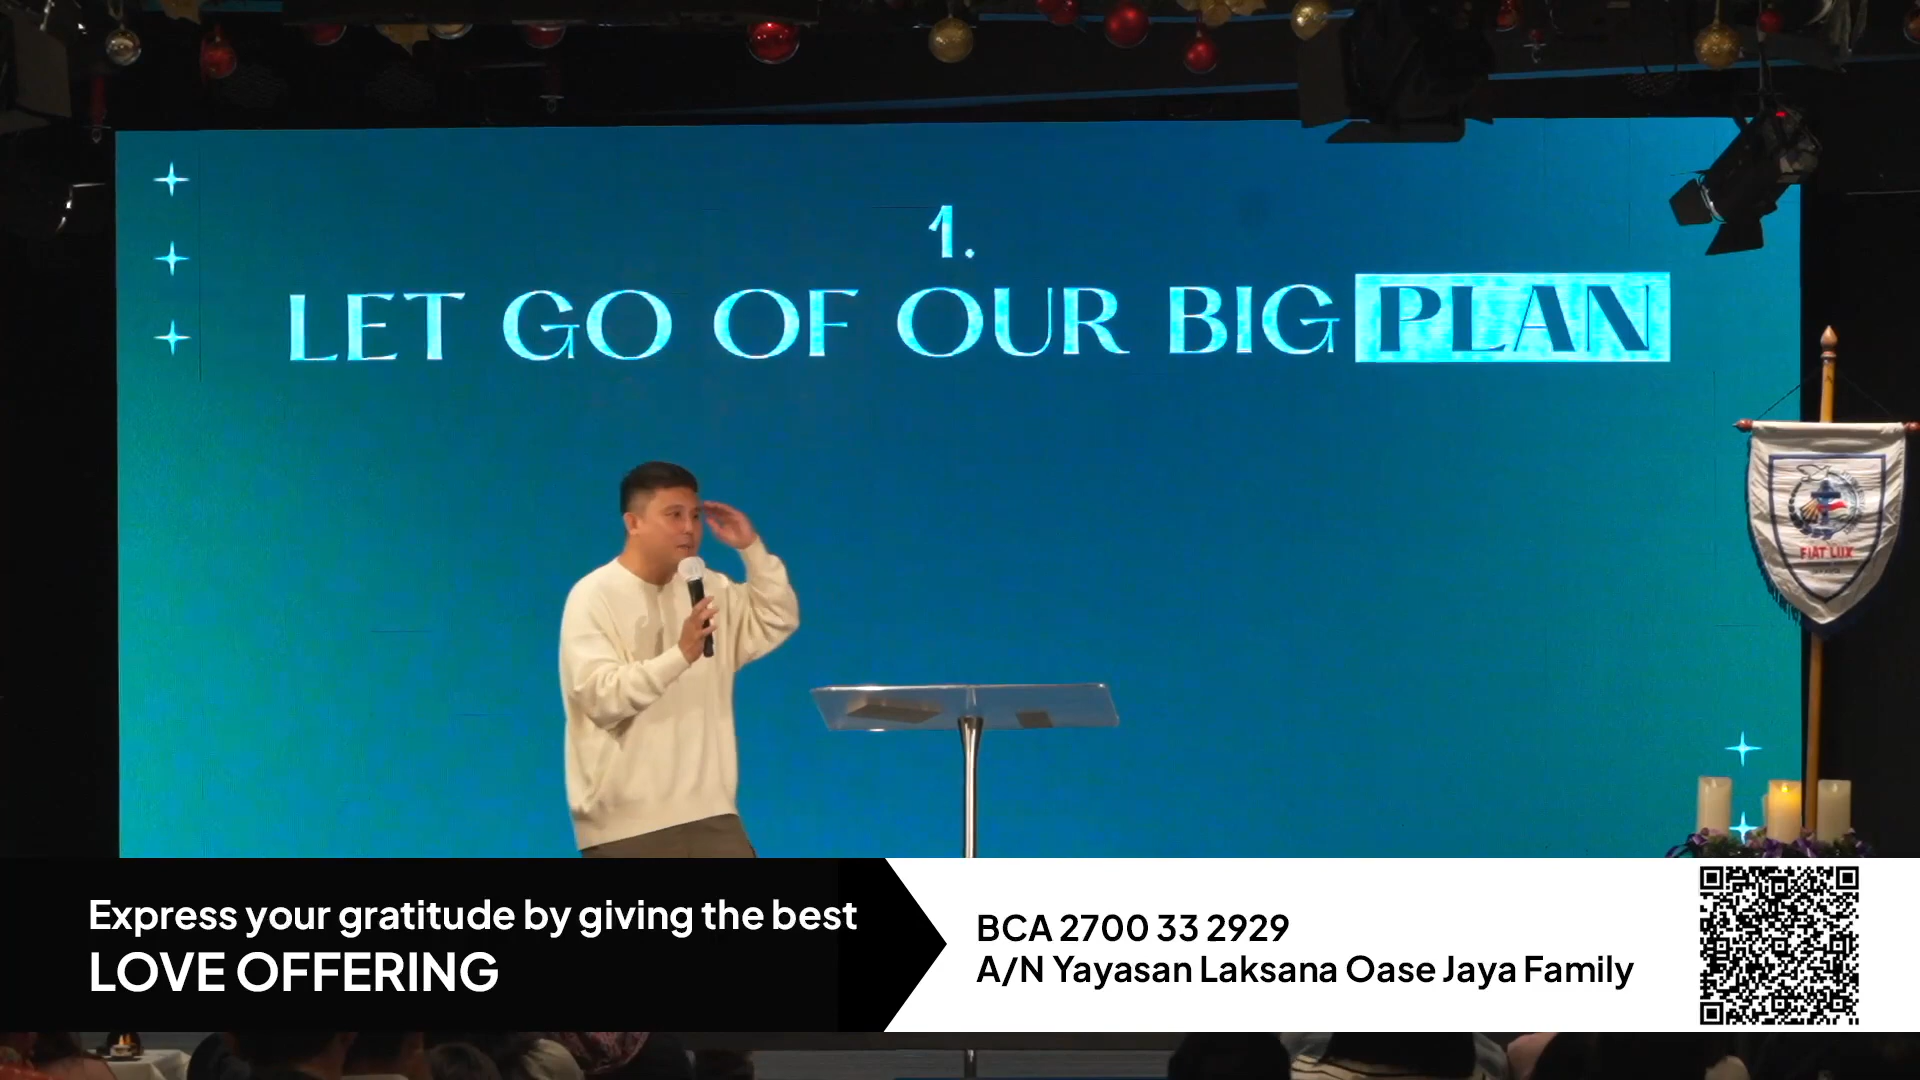 1.
LET GO OF OUR BIG PLAN
FIAT LUX
Express your gratitude by giving the best
LOVE OFFERING
BCA 2700 33 2929
A/N Yayasan Laksana Oase Jaya Family